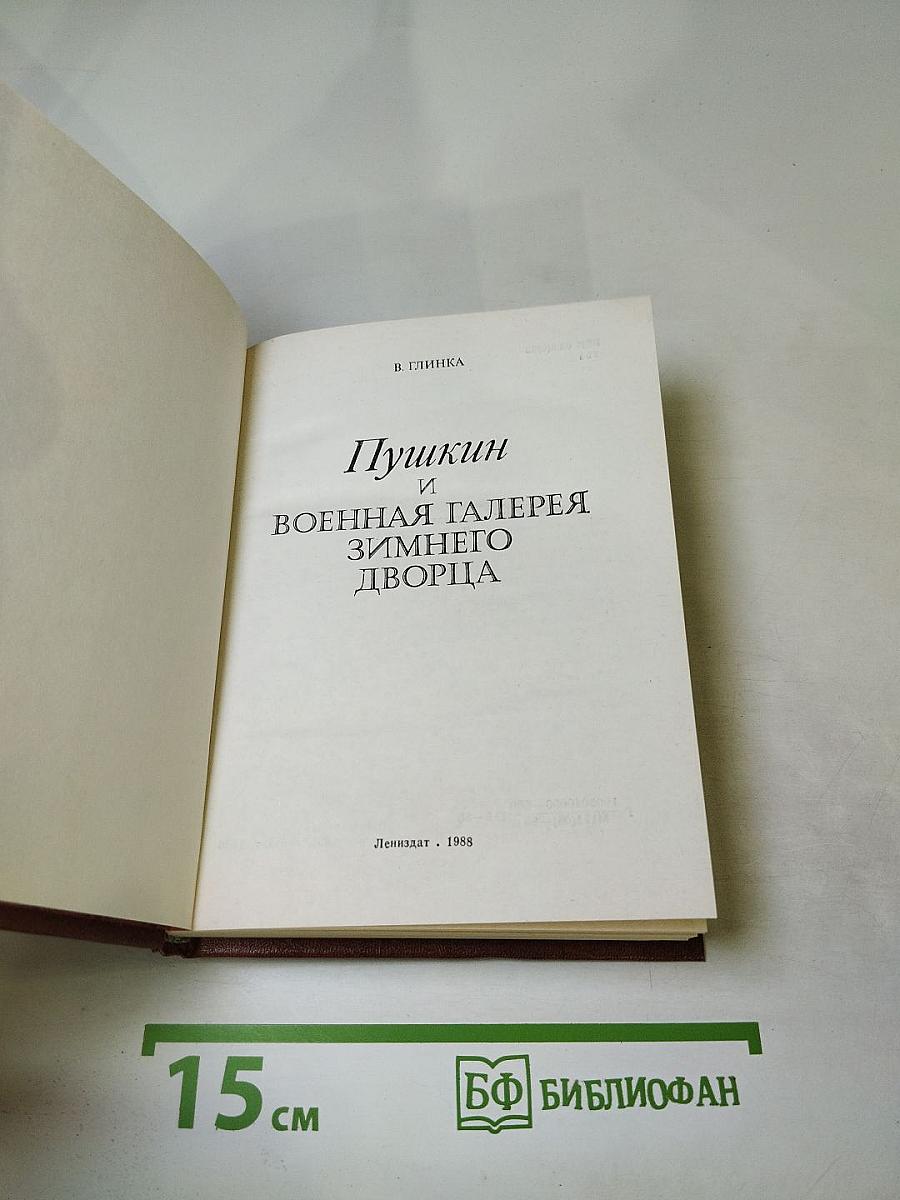 В. ГЛИНКА
Пушкин
И
ВОЕННАЯ ГАЛЕРЕЯ
ЗИМНЕГО
ДВОРЦА
Лениздат . 1988
15 см
БФ БИБЛИОФАН